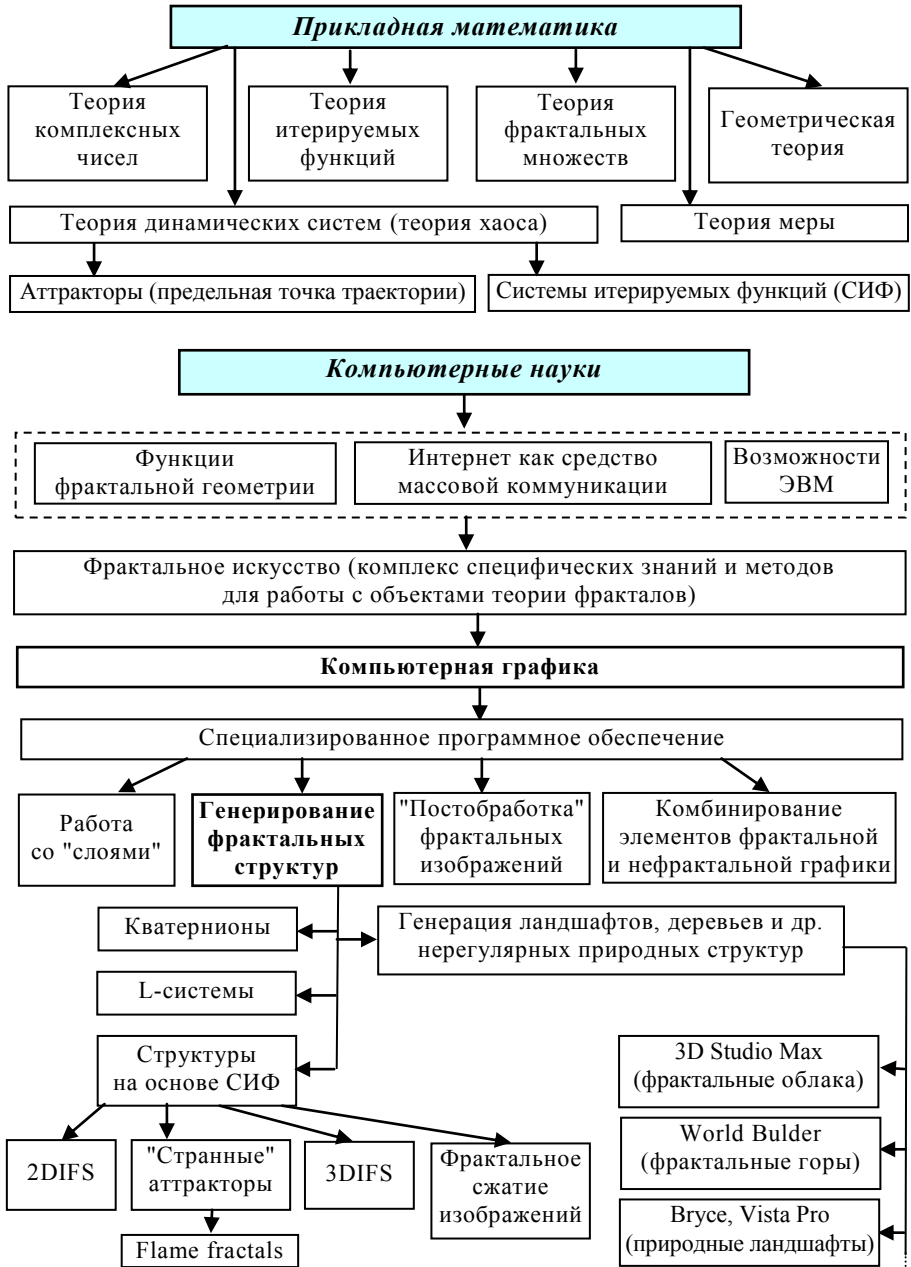 Прикладная математика
Теория
комплексных
чисел
Теория
итерируемых
функций
Теория
фрактальных
множеств
Геометрическая
теория
Теория динамических систем (теория хаоса)
Теория меры
Аттракторы (предельная точка траектории)
Системы итерируемых функций (СИФ)
Компьютерные науки
Функции
фрактальной геометрии
Интернет как средство
массовой коммуникации
Возможности
ЭВМ
Фрактальное искусство (комплекс специфических знаний и методов
для работы с объектами теории фракталов)
Компьютерная графика
Специализированное программное обеспечение
Работа
со "слоями"
Генерирование
фрактальных
структур
"Постобработка"
фрактальных
изображений
Комбинирование
элементов фрактальной
и нефрактальной графики
Кватернионы
Генерация ландшафтов, деревьев и др.
нерегулярных природных структур
L-системы
Структуры
на основе СИФ
3D Studio Max
(фрактальные облака)
2DIFS
"Странные"
аттракторы
3DIFS
Фрактальное
сжатие
изображений
World Bulder
(фрактальные горы)
Flame fractals
Bryce, Vista Pro
(природные ландшафты)